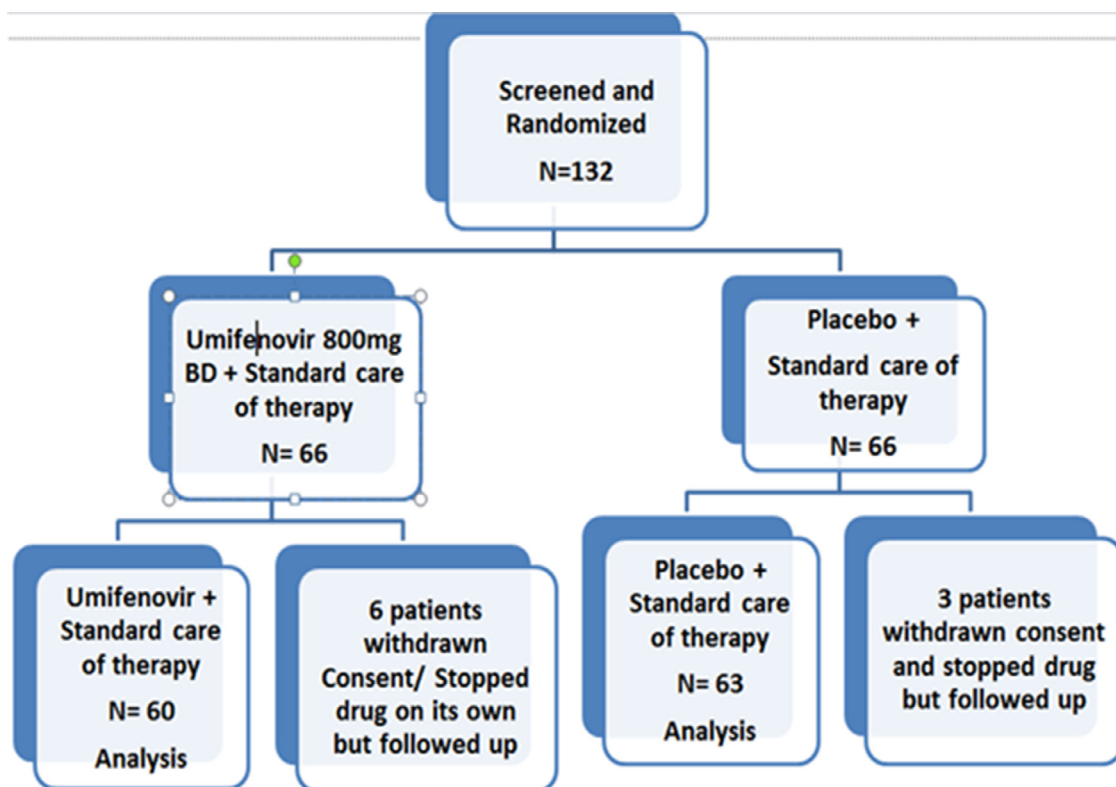 Screened and
Randomized
N=132
Umifenovir 800mg
BD + Standard care
of therapy
N= 66
Placebo +
Standard care of
therapy
N= 66
Umifenovir +
Standard care
of therapy
N= 60
Analysis
6 patients
withdrawn
Consent/ Stopped
drug on its own
but followed up
Placebo +
Standard care
of therapy
N= 63
Analysis
3 patients
withdrawn consent
and stopped drug
but followed up